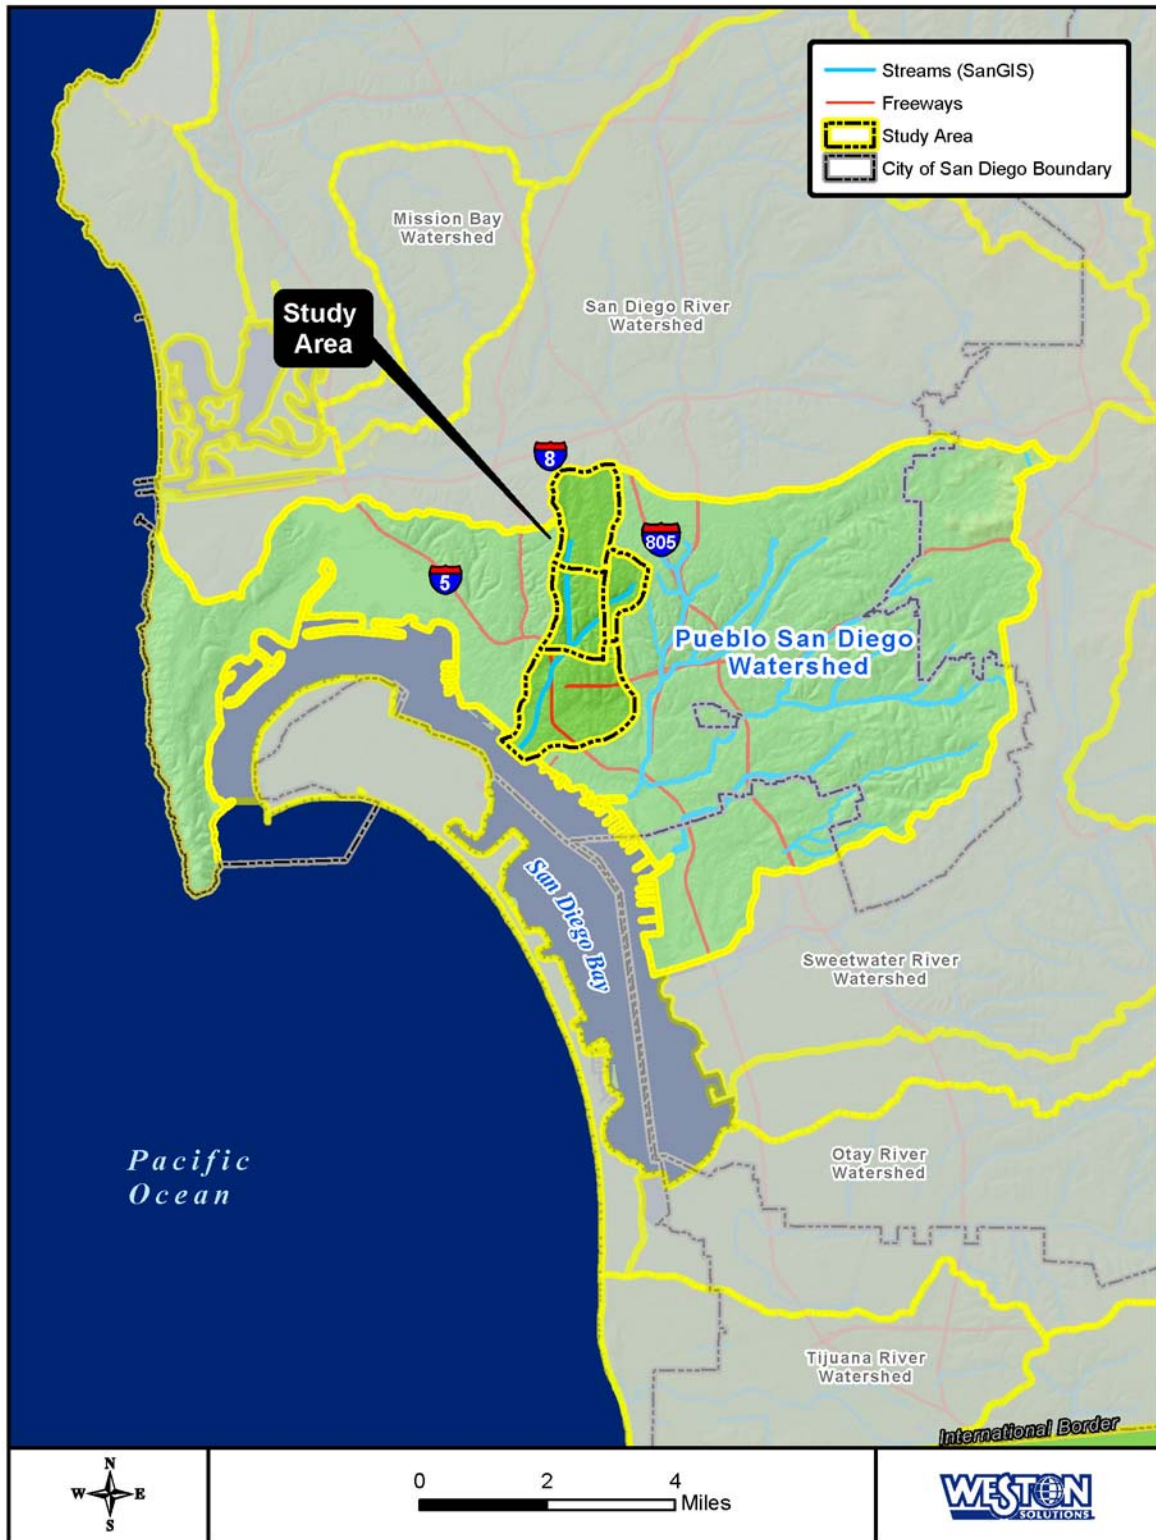 Streams (SanGIS)
Freeways
Study Area
City of San Diego Boundary
Mission Bay
Watershed
San Diego River
Watershed
Study
Area
8
805
5
Pueblo San Diego
Watershed
San Diego Bay
Sweetwater River
Watershed
Pacific
Ocean
Otay River
Watershed
Tijuana River
Watershed
International Border
N
W E
S
0 2 4
Miles
WESTON
SOLUTIONS